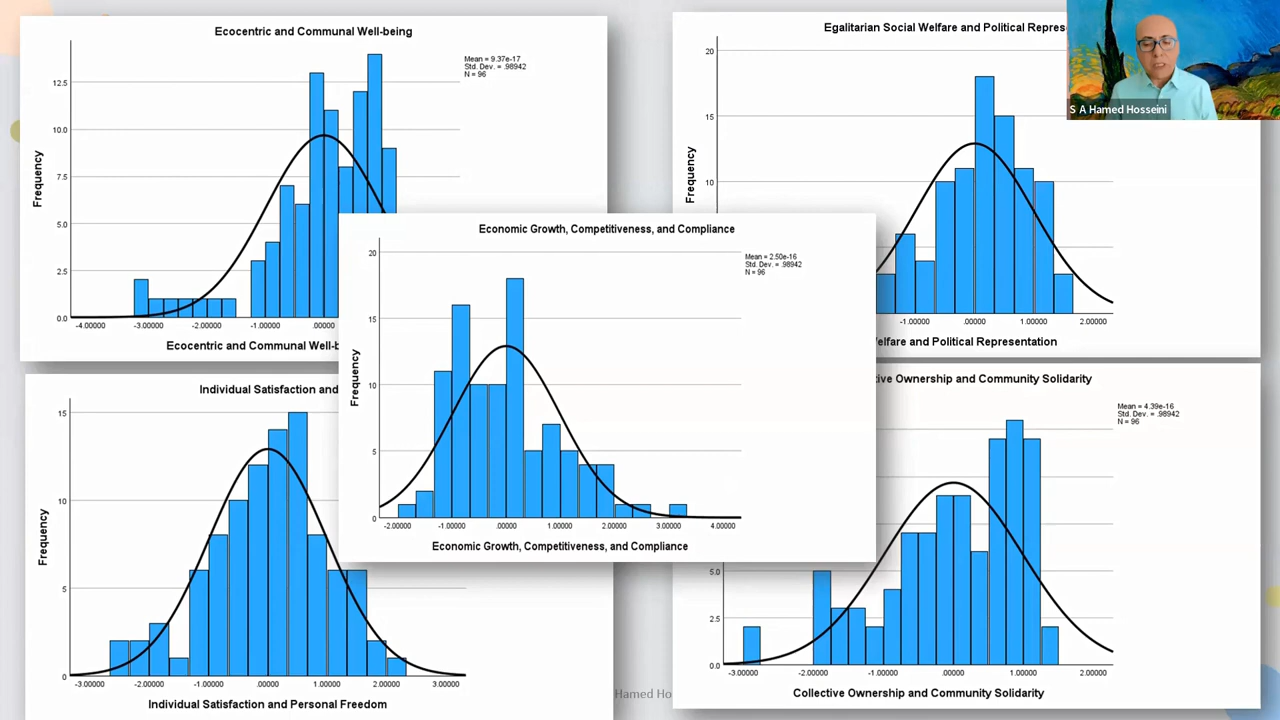 Ecocentric and Communal Well-being
Mean = 9.37e-17
Std. Dev. = .98942
N = 96
12.5
10.0
7.5
5.0
2.5
0.0
Frequency
-4.00000 -3.00000 -2.00000 -1.00000 .00000
Ecocentric and Communal Well-b
Egalitarian Social Welfare and Political Repres
20
15
10
Frequency
-1.00000 .00000 1.00000 2.00000
elfare and Political Representation
S A Hamed Hosseini
Economic Growth, Competitiveness, and Compliance
Mean = 2.50e-16
Std. Dev. = .98942
N = 96
20
15
10
5
0
Frequency
-2.00000 -1.00000 .00000 1.00000 2.00000 3.00000 4.00000
Economic Growth, Competitiveness, and Compliance
Individual Satisfaction and
15
10
5
0
Frequency
-3.00000 -2.00000 -1.00000 .00000 1.00000 2.00000 3.00000
Individual Satisfaction and Personal Freedom
ive Ownership and Community Solidarity
Mean = 4.39e-16
Std. Dev. = .98942
N = 96
5.0
2.5
0.0
-3.00000 -2.00000 -1.00000 .00000 1.00000 2.00000
Collective Ownership and Community Solidarity
Hamed Ho